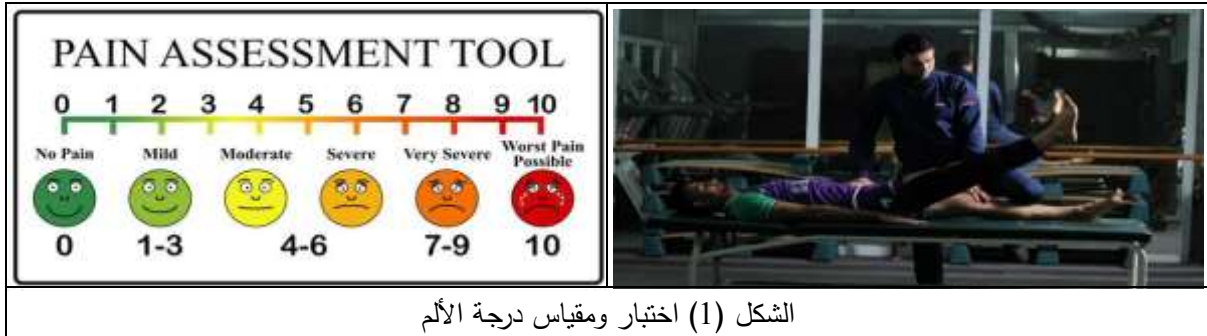 PAIN ASSESSMENT TOOL
0 1 2 3 4 5 6 7 8 9 10
No Pain Mild Moderate Severe Very Severe Worst Pain Possible
0 1-3 4-6 7-9 10
الشكل (1) اختبار ومقياس درجة الألم